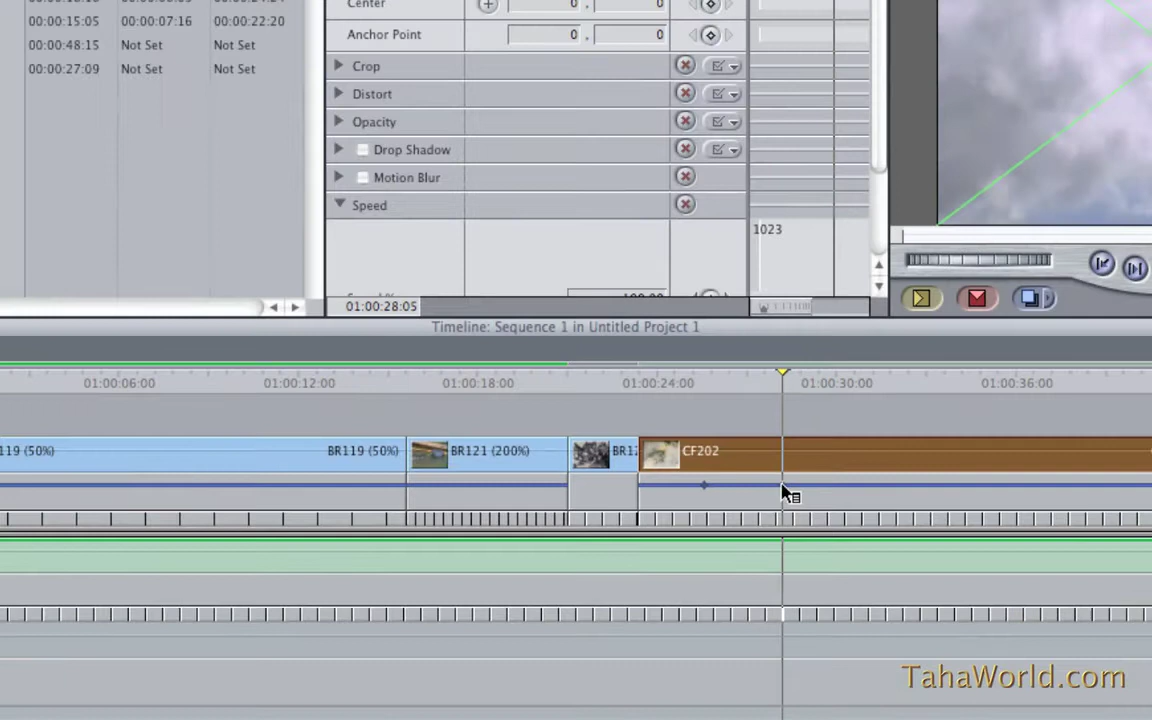 00:00:15:05 00:00:07:16 00:00:22:20
00:00:48:15 Not Set Not Set
00:00:27:09 Not Set Not Set
Center 0 , 0
Anchor Point 0 , 0
Crop
Distort
Opacity
Drop Shadow
Motion Blur
Speed
1023
01:00:28:05
Timeline: Sequence 1 in Untitled Project 1
01:00:06:00 01:00:12:00 01:00:18:00 01:00:24:00 01:00:30:00 01:00:36:00
119 (50%) BR119 (50%) BR121 (200%) BR12 CF202
TahaWorld.com